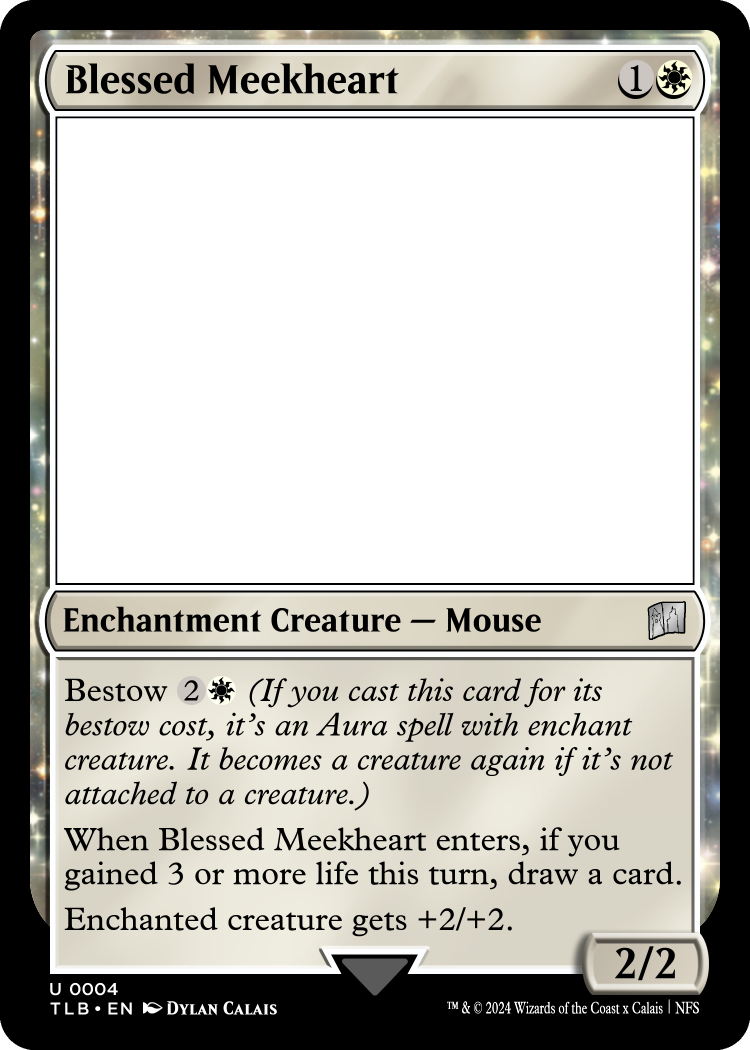 Blessed Meekheart 1
Enchantment Creature — Mouse
Bestow 2 (If you cast this card for its
bestow cost, it's an Aura spell with enchant
creature. It becomes a creature again if it's not
attached to a creature.)
When Blessed Meekheart enters, if you
gained 3 or more life this turn, draw a card.
Enchanted creature gets +2/+2.
2/2
U 0004
TLB • EN DYLAN CALAIS
™ & © 2024 Wizards of the Coast x Calais | NFS